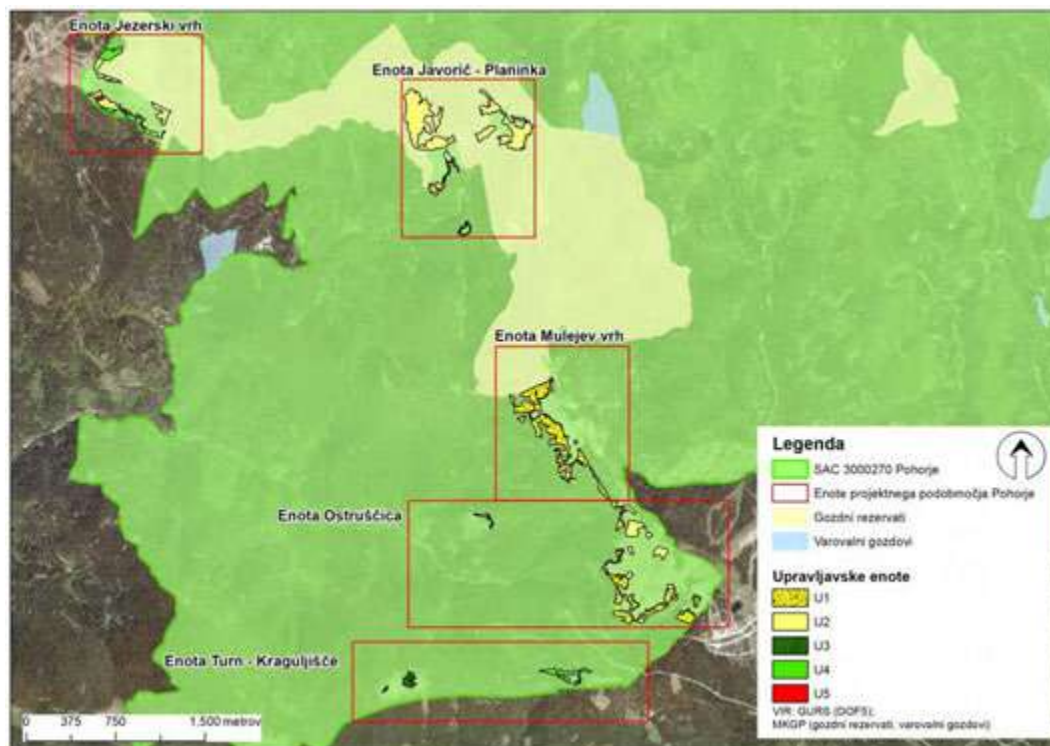 Enota Jezerski vrh
Enota Javorič - Planinka
Enota Mulejev vrh
Enota Ostruščica
Enota Turn - Kraguljišče
0 375 750 1.500 metrov
Legenda
SAC 3000270 Pohorje
Enote projektnega podobmočja Pohorje
Gozdni rezervati
Varovalni gozdovi
Upravljavske enote
U1
U2
U3
U4
U5
VIR: GURS (DOF5);
MKGP (gozdni rezervati, varovalni gozdovi)